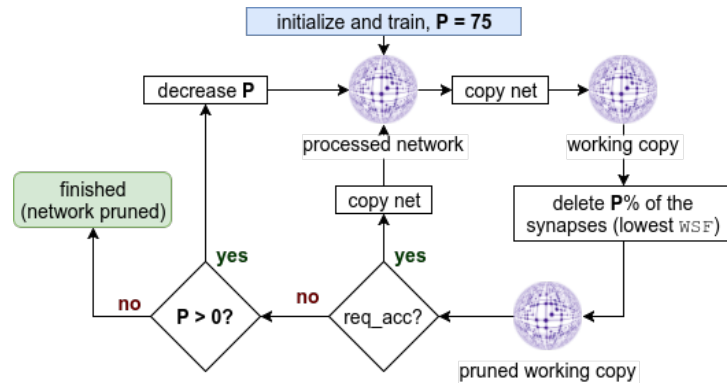 initialize and train, P = 75
decrease P
copy net
processed network
working copy
finished
(network pruned)
copy net
delete P% of the
synapses (lowest WSF)
yes
yes
no
P > 0?
no
req_acc?
pruned working copy